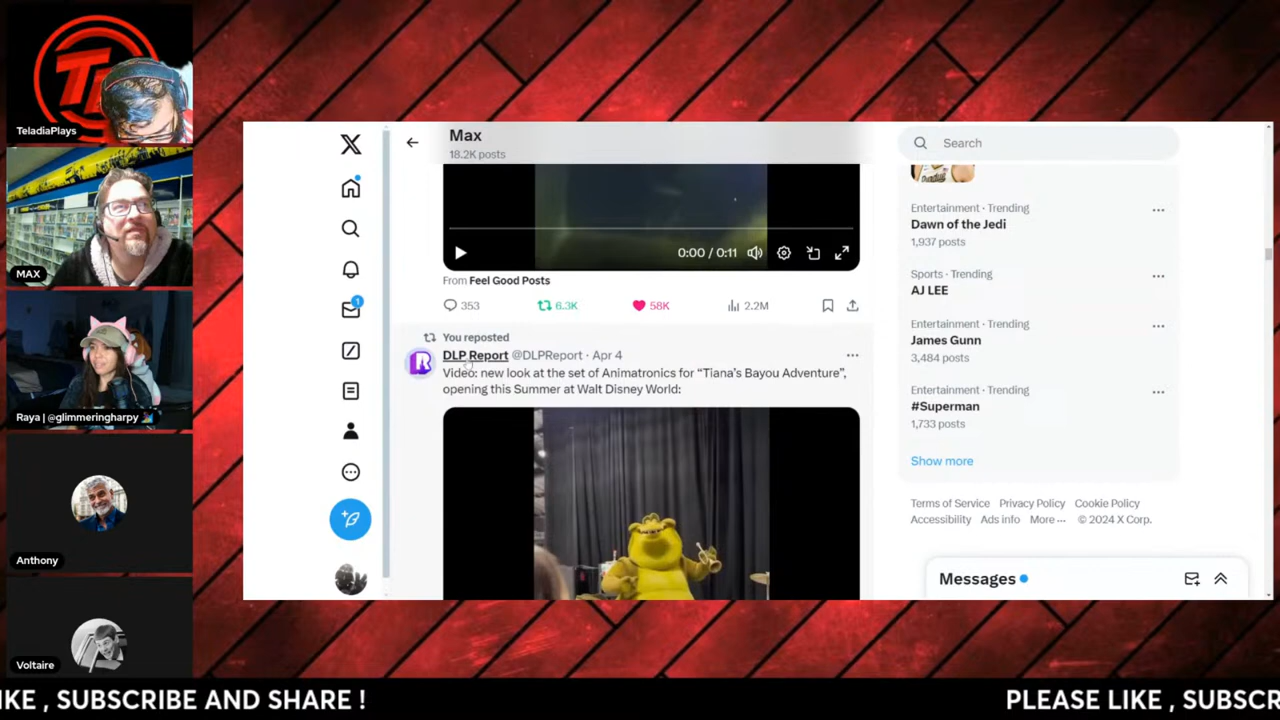 TeladiaPlays
MAX
Raya | @glimmeringharpy
Anthony
Voltaire
Max
18.2K posts
0:00 / 0:11
From Feel Good Posts
353
6.3K
58K
2.2M
You reposted
DLP Report @DLPReport · Apr 4
Video: new look at the set of Animatronics for “Tiana’s Bayou Adventure”,
opening this Summer at Walt Disney World:
1
Search
Entertainment · Trending
Dawn of the Jedi
1,937 posts
Sports · Trending
AJ LEE
Entertainment · Trending
James Gunn
3,484 posts
Entertainment · Trending
#Superman
1,733 posts
Show more
Terms of Service Privacy Policy Cookie Policy
Accessibility Ads info More ··· © 2024 X Corp.
Messages
IKE , SUBSCRIBE AND SHARE ! PLEASE LIKE , SUBSCR